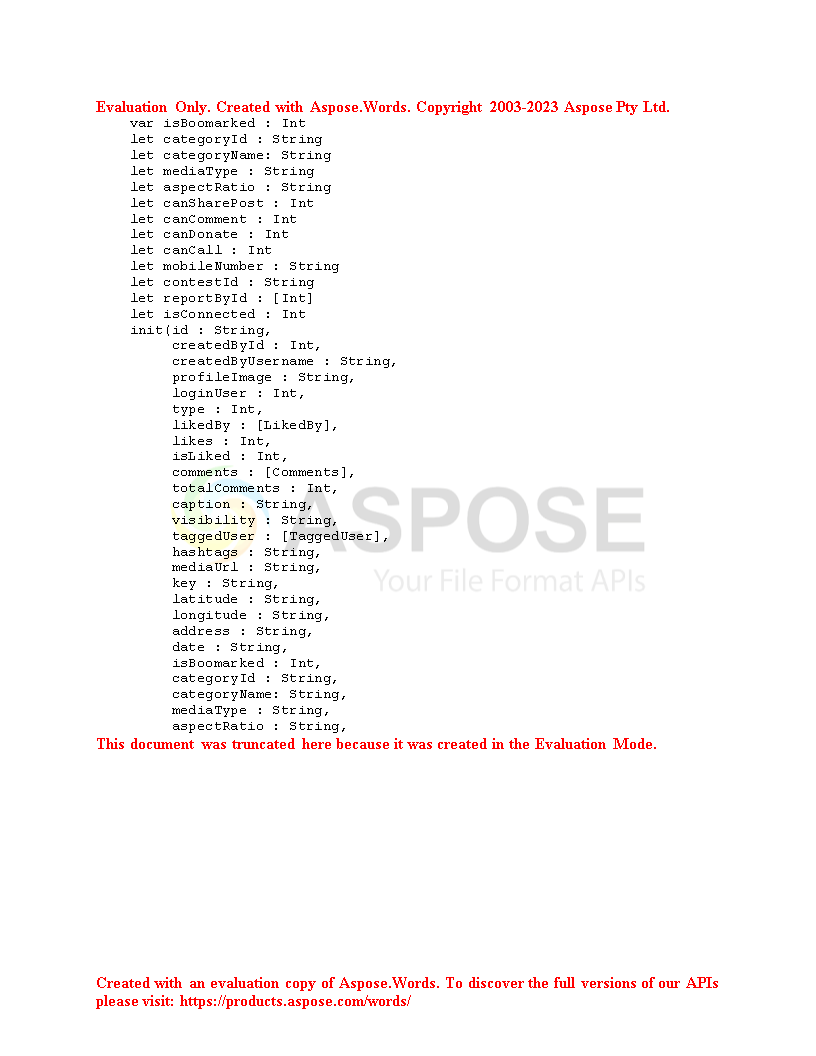 Evaluation Only. Created with Aspose.Words. Copyright 2003-2023 Aspose Pty Ltd.
var isBoomarked : Int
let categoryId : String
let categoryName: String
let mediaType : String
let aspectRatio : String
let canSharePost : Int
let canComment : Int
let canDonate : Int
let canCall : Int
let mobileNumber : String
let contestId : String
let reportById : [Int]
let isConnected : Int
init(id : String,
createdById : Int,
createdByUsername : String,
profileImage : String,
loginUser : Int,
type : Int,
likedBy : [LikedBy],
likes : Int,
isLiked : Int,
comments : [Comments],
totalComments : Int,
caption : String,
visibility : String,
taggedUser : [TaggedUser],
hashtags : String,
mediaUrl : String,
key : String,
latitude : String,
longitude : String,
address : String,
date : String,
isBoomarked : Int,
categoryId : String,
categoryName: String,
mediaType : String,
aspectRatio : String,
ASPOSE
Your File Format APIs
This document was truncated here because it was created in the Evaluation Mode.
Created with an evaluation copy of Aspose.Words. To discover the full versions of our APIs
please visit: https://products.aspose.com/words/